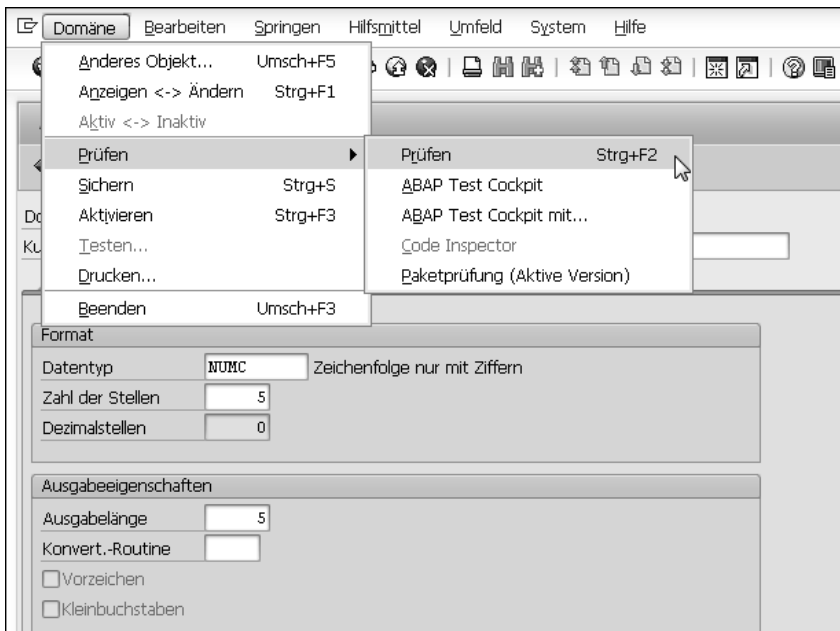 Domäne Bearbeiten Springen Hilfsmittel Umfeld System Hilfe
Anderes Objekt... Umsch+F5
Anzeigen <-> Ändern Strg+F1
Aktiv <-> Inaktiv
Prüfen
Sichern Strg+S
Aktivieren Strg+F3
Testen...
Drucken...
Beenden Umsch+F3
Prüfen Strg+F2
ABAP Test Cockpit
ABAP Test Cockpit mit...
Code Inspector
Paketprüfung (Aktive Version)
Do
Ku
Format
Datentyp NUMC Zeichenfolge nur mit Ziffern
Zahl der Stellen 5
Dezimalstellen 0
Ausgabeeigenschaften
Ausgabelänge 5
Konvert.-Routine
Vorzeichen
Kleinbuchstaben